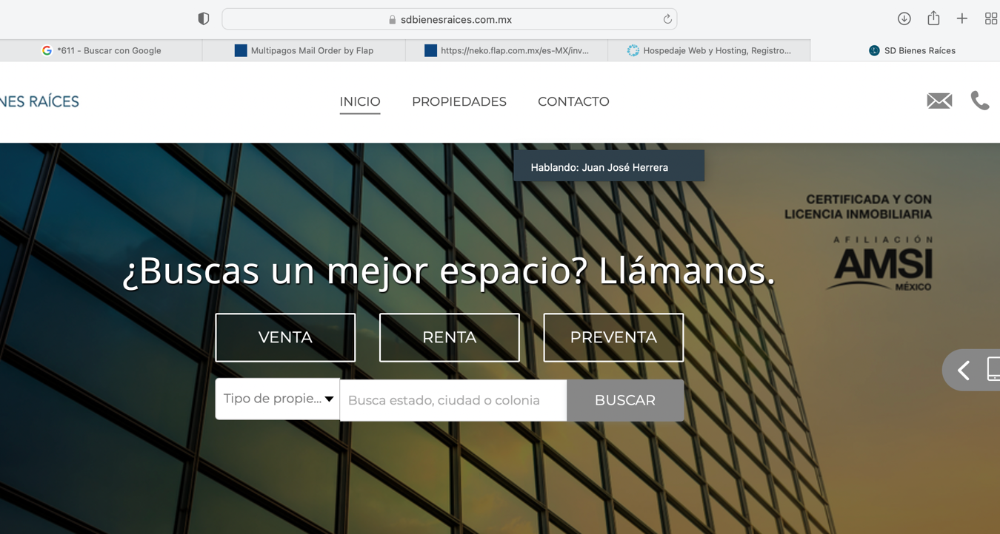 sdbienesraices.com.mx
*611 - Buscar con Google
Multipagos Mail Order by Flap
https://neko.flap.com.mx/es-MX/inv...
Hospedaje Web y Hosting, Registro...
SD Bienes Raíces
NES RAÍCES
INICIO
PROPIEDADES
CONTACTO
Hablando: Juan José Herrera
CERTIFICADA Y CON
LICENCIA INMOBILIARIA
AFILIACIÓN
AMSI
MÉXICO
¿Buscas un mejor espacio? Llámanos.
VENTA
RENTA
PREVENTA
Tipo de propie...
Busca estado, ciudad o colonia
BUSCAR